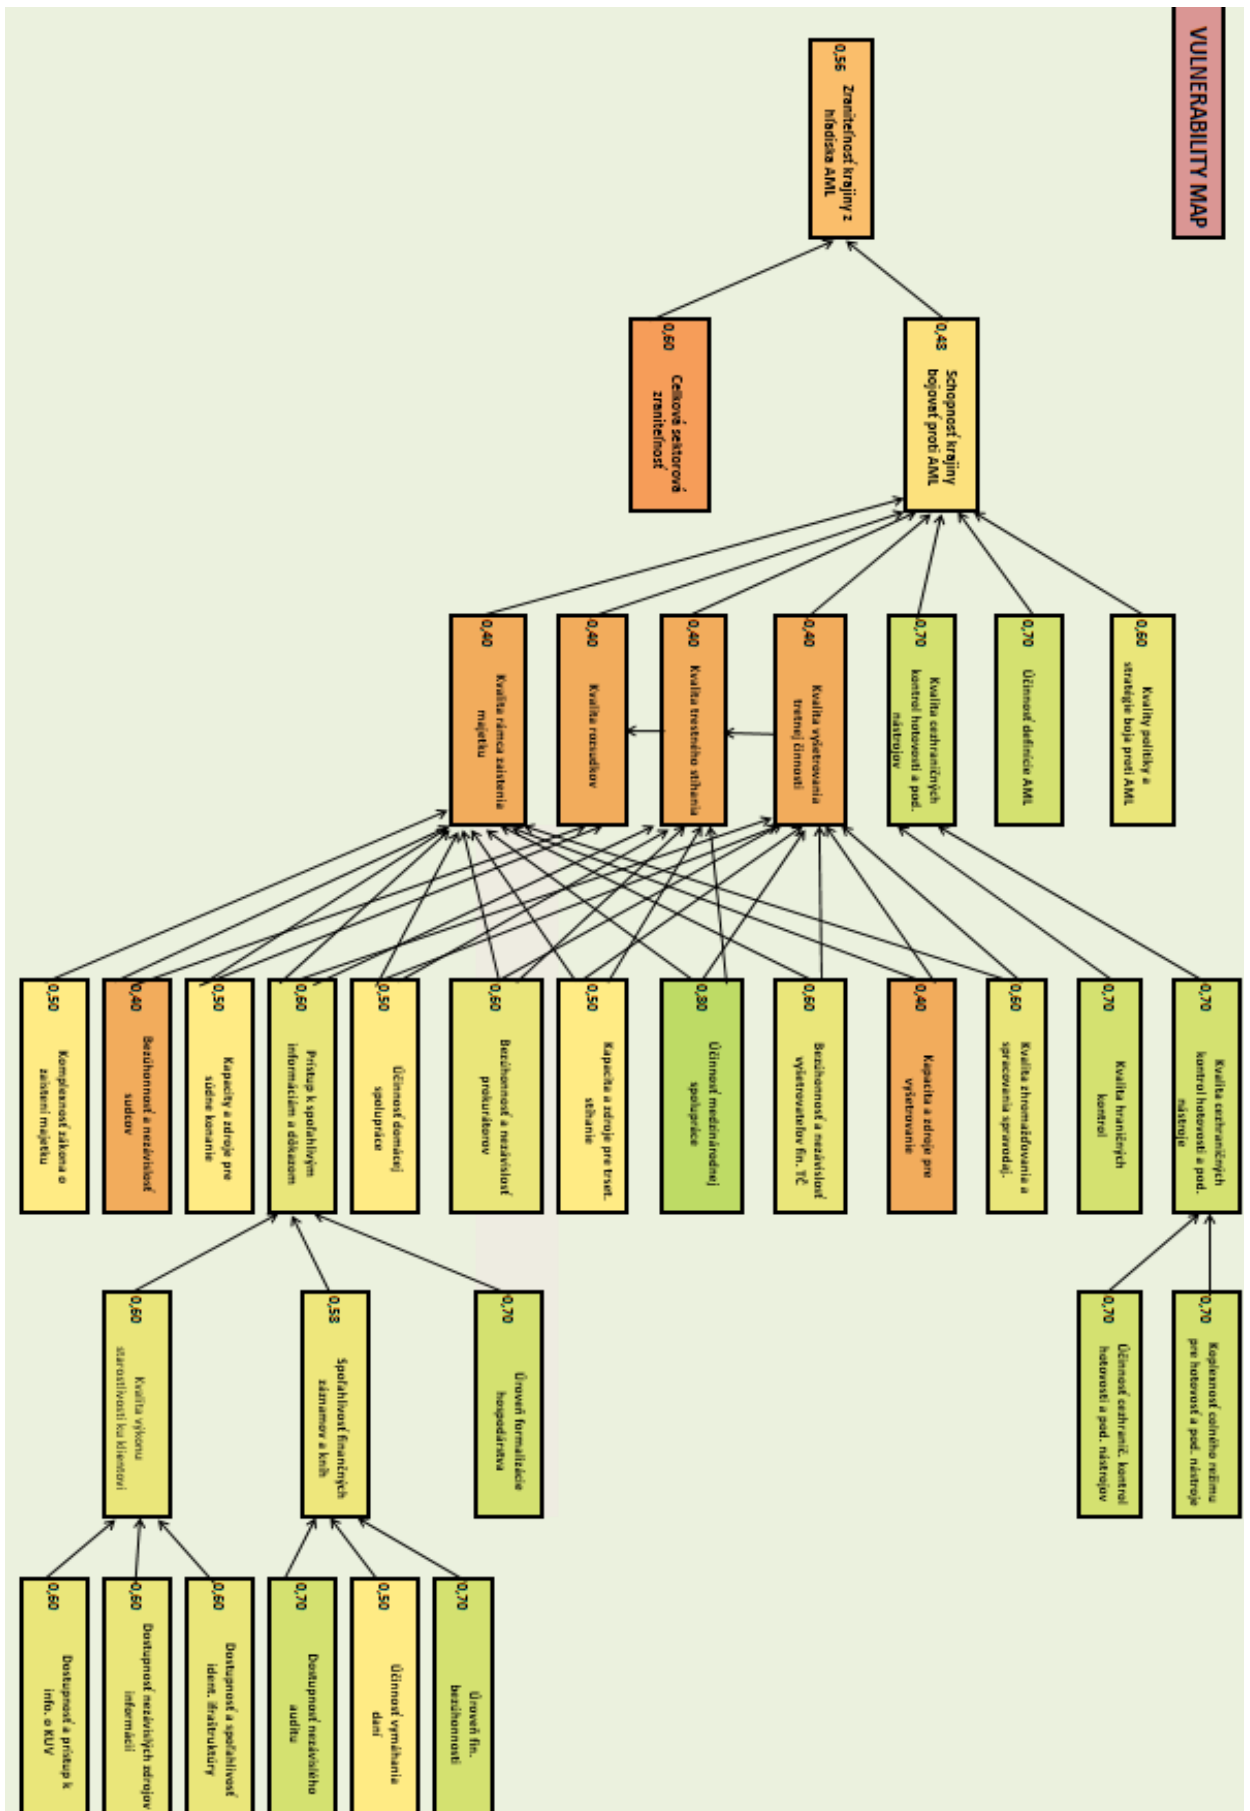 VULNERABILITY MAP
0,56 Zraniteľnosť krajiny z
hľadiska AML
0,48 Schopnosť krajiny
bojovať proti AML
0,60 Celková sektorová
zraniteľnosť
0,60 Kvality politiky a
stratégie boja proti AML
0,70 Účinnosť definície AML
0,70 Kvalita cezhraničných
kontrol hotovosti a pod.
nástrojov
0,40 Kvalita vyšetrovania
tretnej činnosti
0,40 Kvalita trestného stíhania
0,40 Kvalita rozsudkov
0,40 Kvalita rámca zaistenia
majetku
0,70 Kvalita cezhraničných
kontrol hotovosti a pod.
nástroje
0,70 Kvalita hraničných
kontrol
0,60 Kvalita zhromažďovania a
spracovania spravodaj.
0,40 Kapacita a zdroje pre
vyšetrovanie
0,60 Bezúhonnosť a nezávislosť
vyšetrovateľov fin. TČ
0,80 Účinnosť medzinárodnej
spolupráce
0,50 Kapacita a zdroje pre trset.
stíhanie
0,60 Bezúhonnosť a nezávislosť
prokurátorov
0,50 Účinnosť domácej
spolupráce
0,60 Prístup k spoľahlivým
informáciám a dôkazom
0,50 Kapacity a zdroje pre
súdne konanie
0,40 Bezúhonnosť a nezávislosť
sudcov
0,50 Komplexnosť zákona o
zaistení majetku
0,70 Koplexnosť colného režimu
pre hotovosť a pod. nástroje
0,70 Účinnosť cezhranič. kontrol
hotovosti a pod. nástrojov
0,70 Úroveň formalizácie
hospodárstva
0,58 Spoľahlivosť finančných
záznamov a kníh
0,60 Kvalita výkonu
starostlivosti ku klientovi
0,70 Úroveň fin.
bezúhonnosti
0,50 Účinnosť vymáhania
daní
0,70 Dostupnosť nezávislého
auditu
0,60 Dostupnosť a spoľahlivosť
ident. ifraštruktúry
0,60 Dostupnosť nezávislých zdrojov
informácií
0,60 Dostupnosť a prístup k
info. o KUV